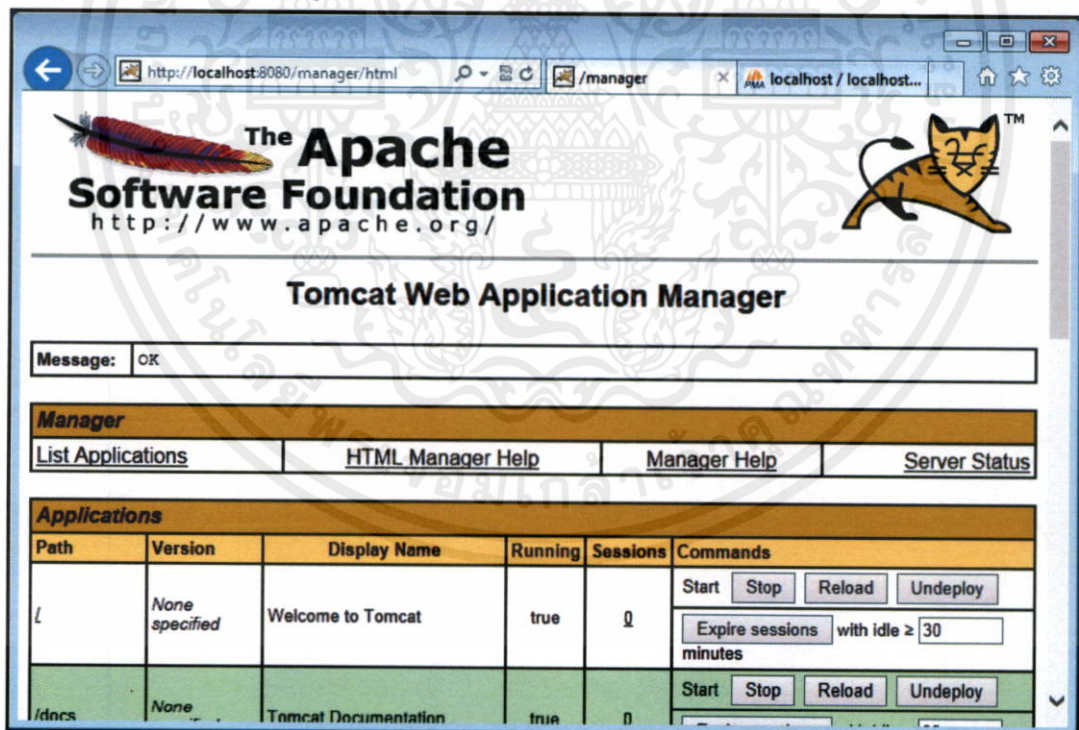 http://localhost:8080/manager/html
/manager
localhost / localhost...
The Apache
Software Foundation
http://www.apache.org/
TM
Tomcat Web Application Manager
Message: OK
Manager
List Applications HTML Manager Help Manager Help Server Status
Applications
Path Version Display Name Running Sessions Commands
/ None specified Welcome to Tomcat true 0 Start Stop Reload Undeploy
Expire sessions with idle ≥ 30 minutes
/docs None Tomcat Documentation true 0 Start Stop Reload Undeploy